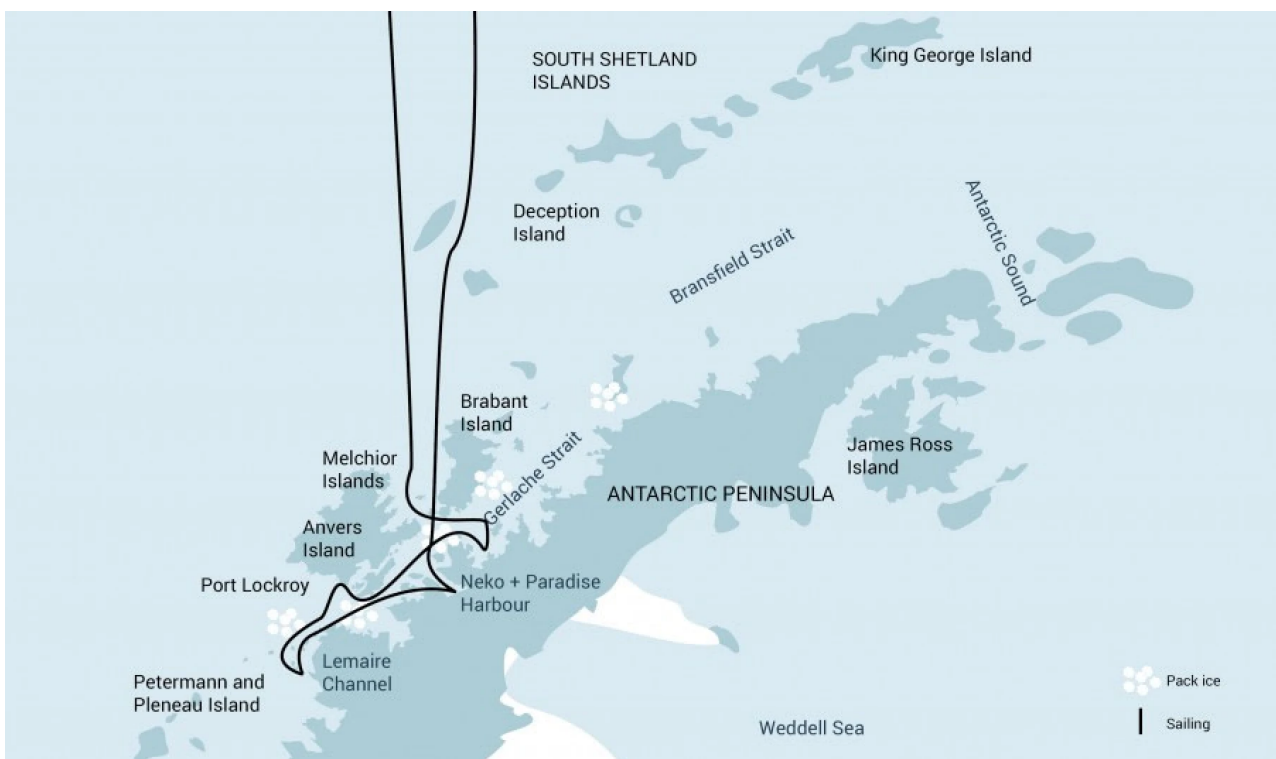 SOUTH SHETLAND
ISLANDS
King George Island
Deception
Island
Antarctic Sound
Bransfield Strait
Brabant
Island
Melchior
Islands
Gerlache Strait
James Ross
Island
ANTARCTIC PENINSULA
Anvers
Island
Port Lockroy
Neko + Paradise
Harbour
Lemaire
Channel
Petermann and
Pleneau Island
Weddell Sea
Pack ice
Sailing